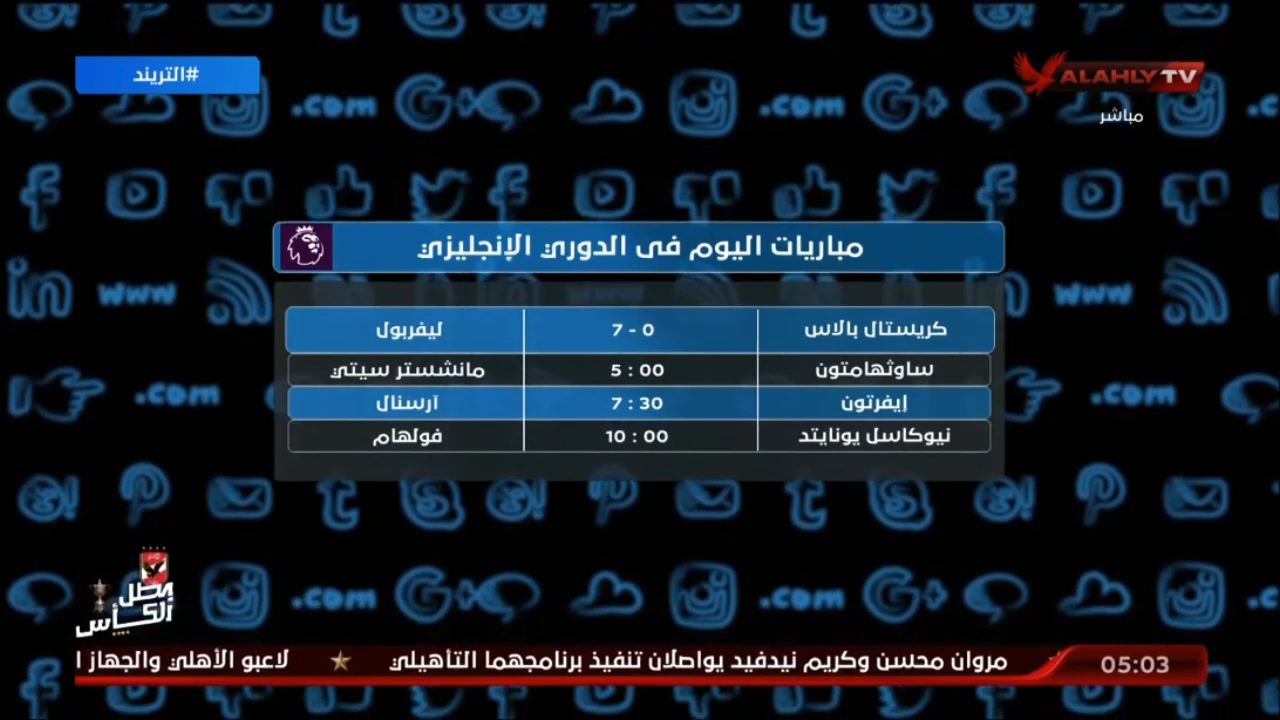 #التريند
ALAHLY TV
مباشر
مباريات اليوم فى الدوري الإنجليزي
كريستال بالاس 0 - 7 ليفربول
ساوثهامتون 5 : 00 مانشستر سيتي
إيفرتون 7 : 30 آرسنال
نيوكاسل يونايتد 10 : 00 فولهام
بطل
الكأس
05:03 مروان محسن وكريم نيدفيد يواصلان تنفيذ برنامجهما التأهيلي لاعبو الأهلي والجهاز ا